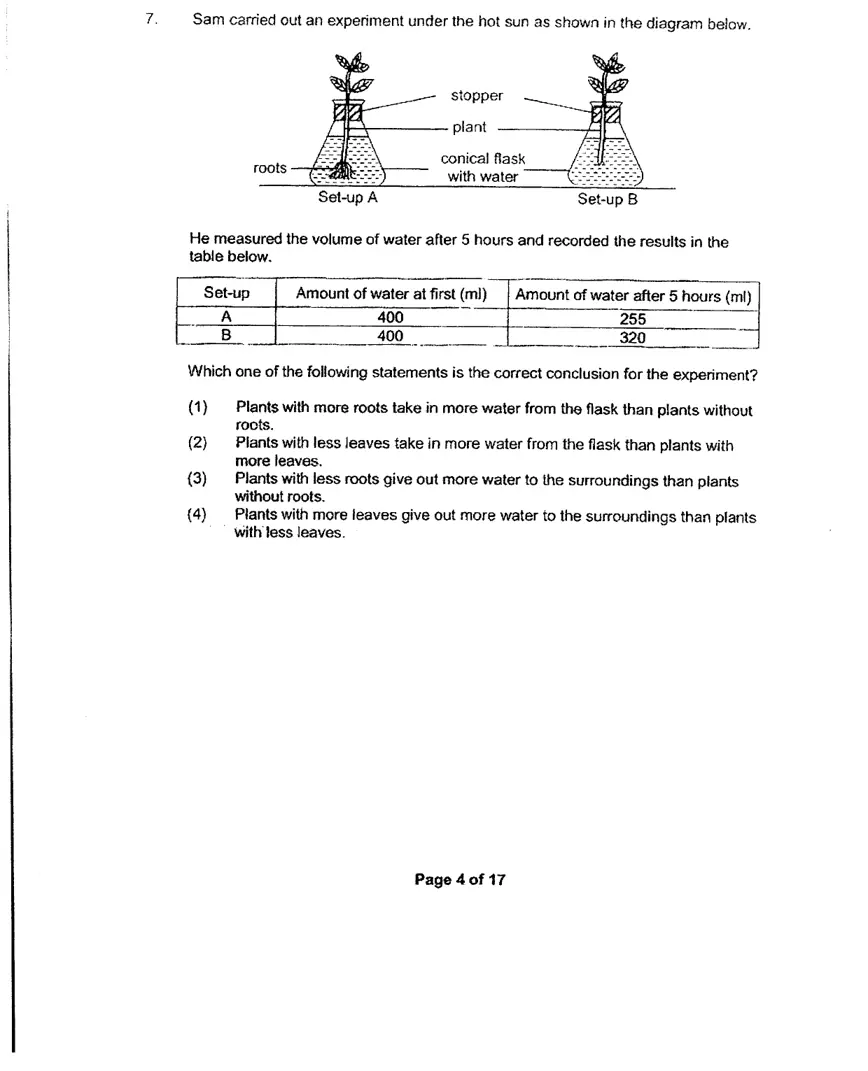 7. Sam carried out an experiment under the hot sun as shown in the diagram below.
stopper
plant
conical flask
with water
roots
Set-up A
Set-up B
He measured the volume of water after 5 hours and recorded the results in the
table below.
Set-up Amount of water at first (ml) Amount of water after 5 hours (ml)
A 400 255
B 400 320
Which one of the following statements is the correct conclusion for the experiment?
(1) Plants with more roots take in more water from the flask than plants without
roots.
(2) Plants with less leaves take in more water from the flask than plants with
more leaves.
(3) Plants with less roots give out more water to the surroundings than plants
without roots.
(4) Plants with more leaves give out more water to the surroundings than plants
with less leaves.
Page 4 of 17